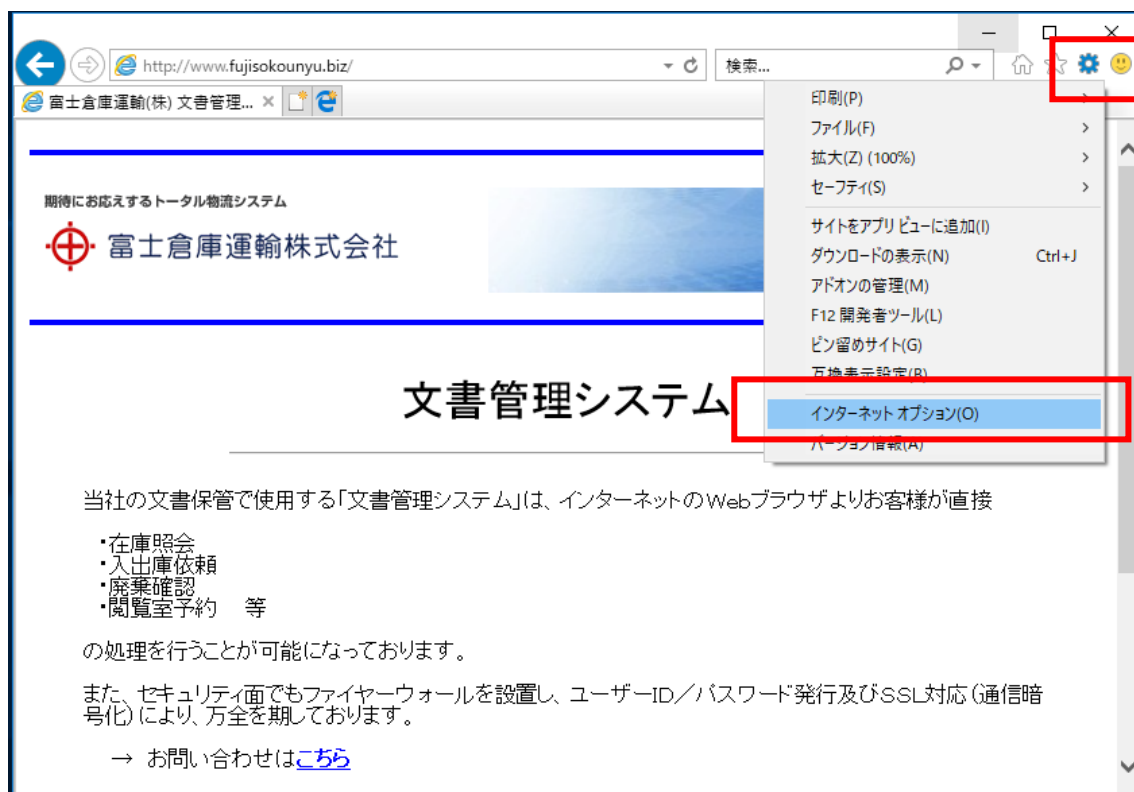 http://www.fujisokounyu.biz/
検索...
富士倉庫運輸(株) 文書管理...
印刷(P)
ファイル(F)
拡大(Z) (100%)
セーフティ(S)
サイトをアプリ ビューに追加(I)
ダウンロードの表示(N) Ctrl+J
アドオンの管理(M)
F12 開発者ツール(L)
ピン留めサイト(G)
互換表示設定(B)
インターネット オプション(O)
バージョン情報(A)
期待にお応えするトータル物流システム
富士倉庫運輸株式会社
文書管理システム
当社の文書保管で使用する「文書管理システム」は、インターネットのWebブラウザよりお客様が直接
・在庫照会
・入出庫依頼
・廃棄確認
・閲覧室予約　等
の処理を行うことが可能になっております。
また、セキュリティ面でもファイヤーウォールを設置し、ユーザーID／パスワード発行及びSSL対応(通信暗
号化)により、万全を期しております。
→ お問い合わせはこちら